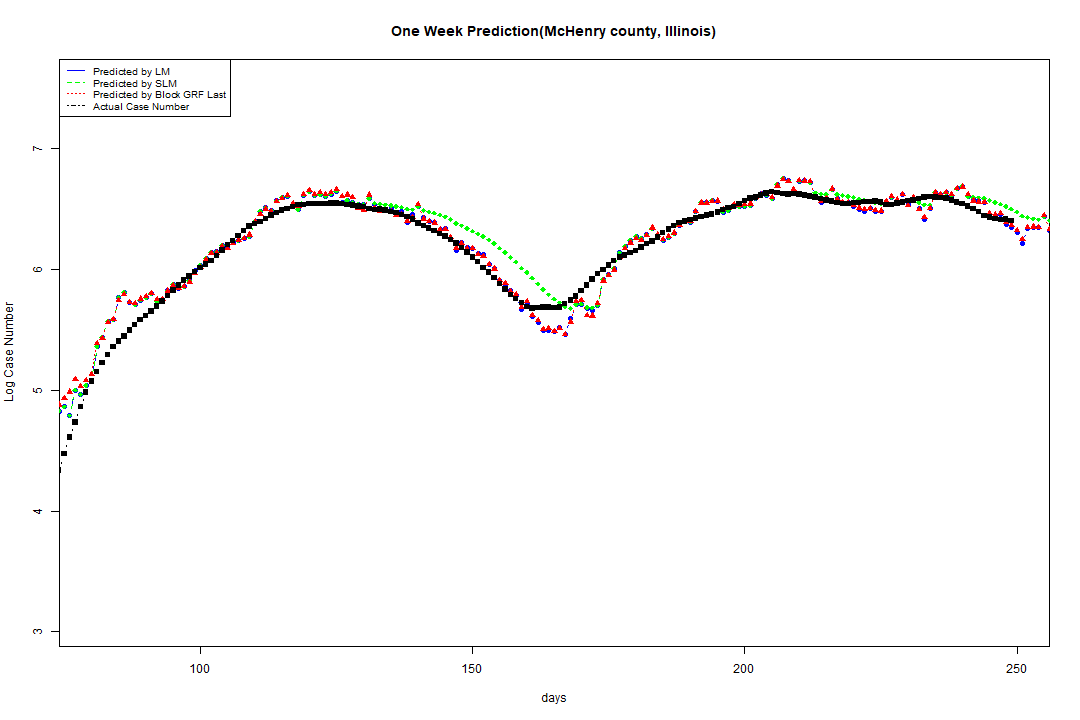 One Week Prediction(McHenry county, Illinois)
Predicted by LM
Predicted by SLM
Predicted by Block GRF Last
Actual Case Number
Log Case Number
7
6
5
4
3
100 150 200 250
days